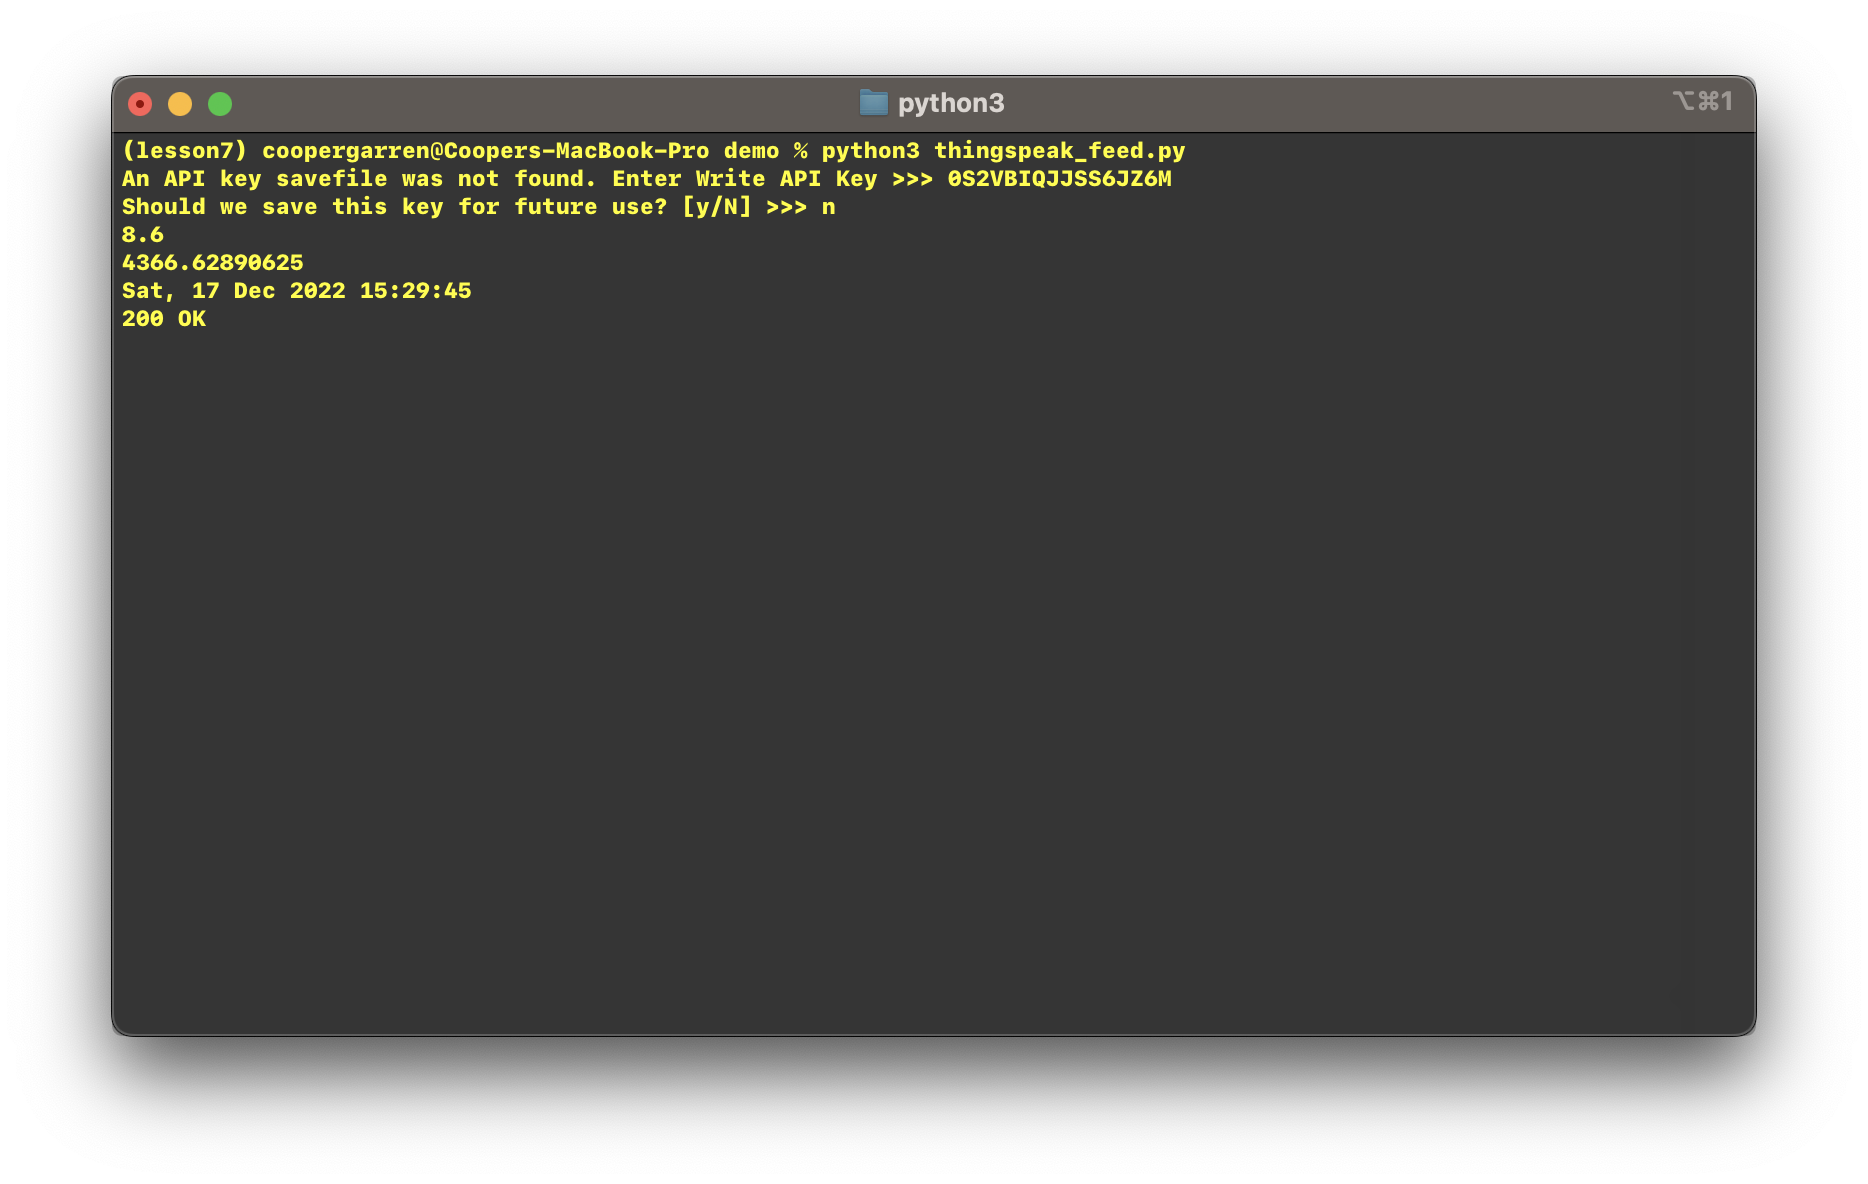 python3
⌥⌘1
(lesson7) coopergarren@Coopers-MacBook-Pro demo % python3 thingspeak_feed.py
An API key savefile was not found. Enter Write API Key >>> 0S2VBIQJJSS6JZ6M
Should we save this key for future use? [y/N] >>> n
8.6
4366.62890625
Sat, 17 Dec 2022 15:29:45
200 OK